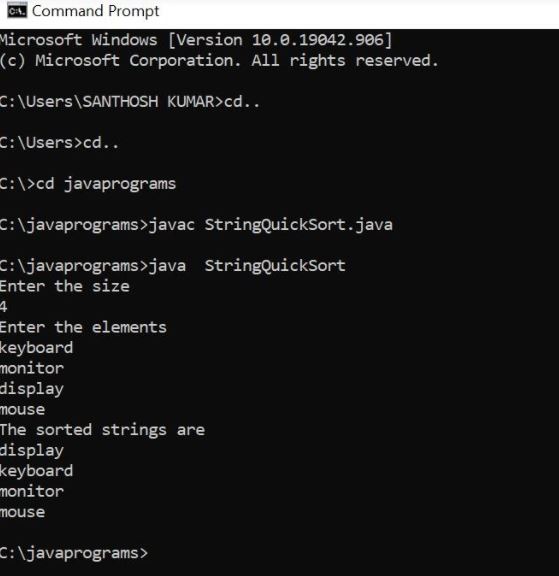 C:\. Command Prompt
Microsoft Windows [Version 10.0.19042.906]
(c) Microsoft Corporation. All rights reserved.
C:\Users\SANTHOSH KUMAR>cd..
C:\Users>cd..
C:\>cd javaprograms
C:\javaprograms>javac StringQuickSort.java
C:\javaprograms>java  StringQuickSort
Enter the size
4
Enter the elements
keyboard
monitor
display
mouse
The sorted strings are
display
keyboard
monitor
mouse
C:\javaprograms>